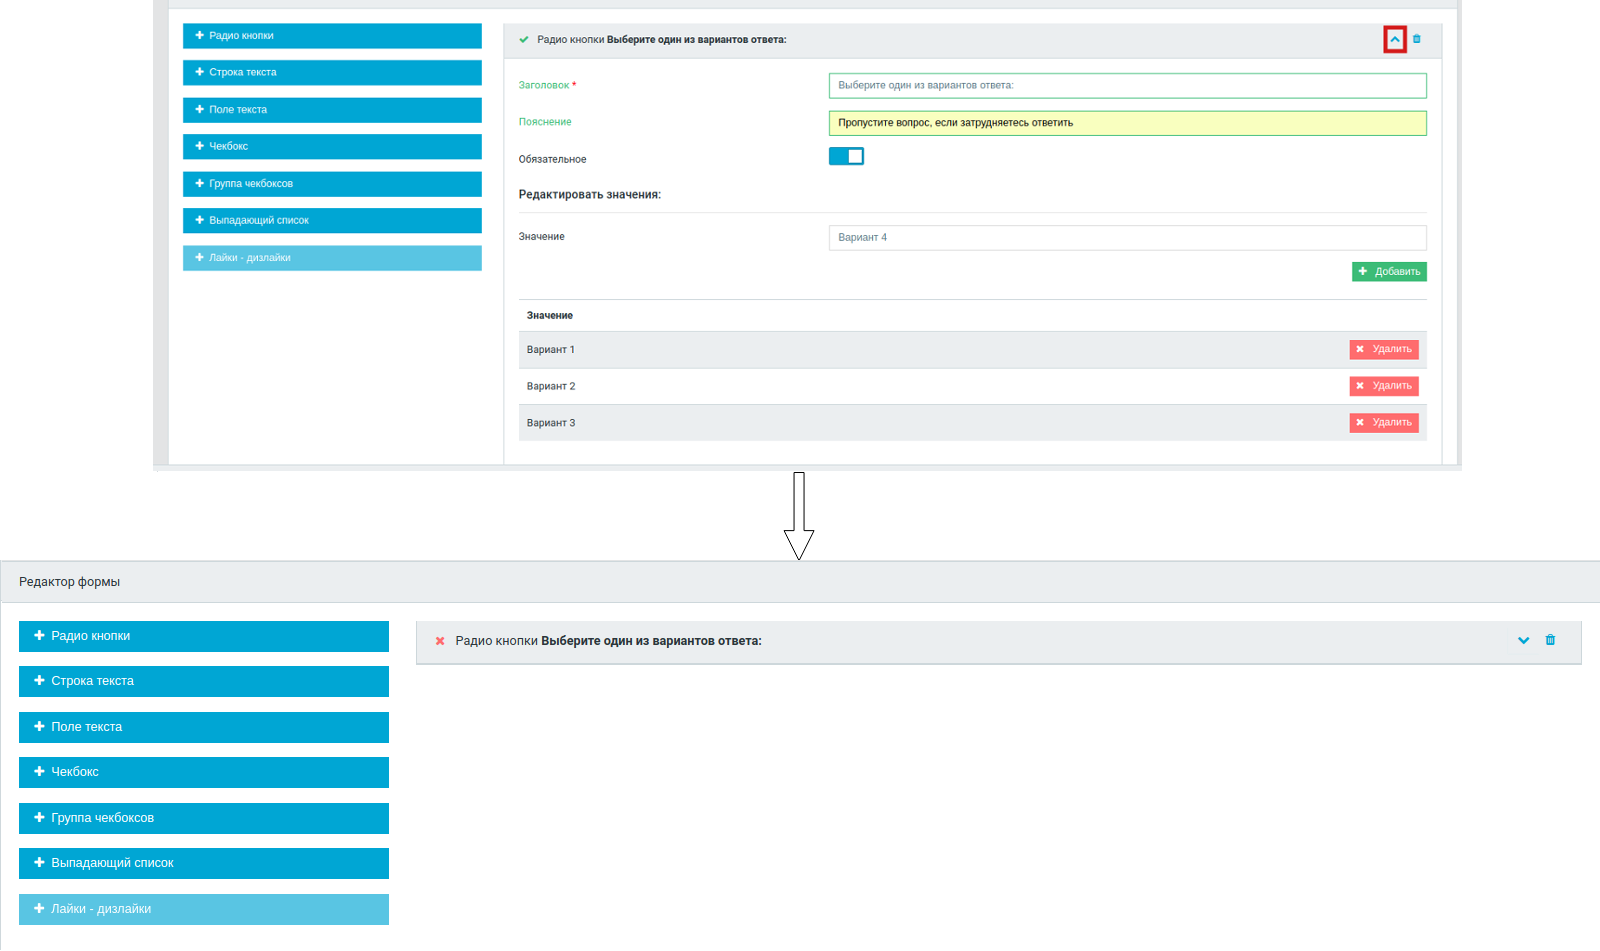 Радио кнопки
Строка текста
Поле текста
Чекбокс
Группа чекбоксов
Выпадающий список
Лайки - дизлайки
Радио кнопки Выберите один из вариантов ответа:
Заголовок * Выберите один из вариантов ответа:
Пояснение Пропустите вопрос, если затрудняетесь ответить
Обязательное
Редактировать значения:
Значение Вариант 4
Добавить
Значение
Вариант 1 Удалить
Вариант 2 Удалить
Вариант 3 Удалить
Редактор формы
Радио кнопки
Строка текста
Поле текста
Чекбокс
Группа чекбоксов
Выпадающий список
Лайки - дизлайки
Радио кнопки Выберите один из вариантов ответа: